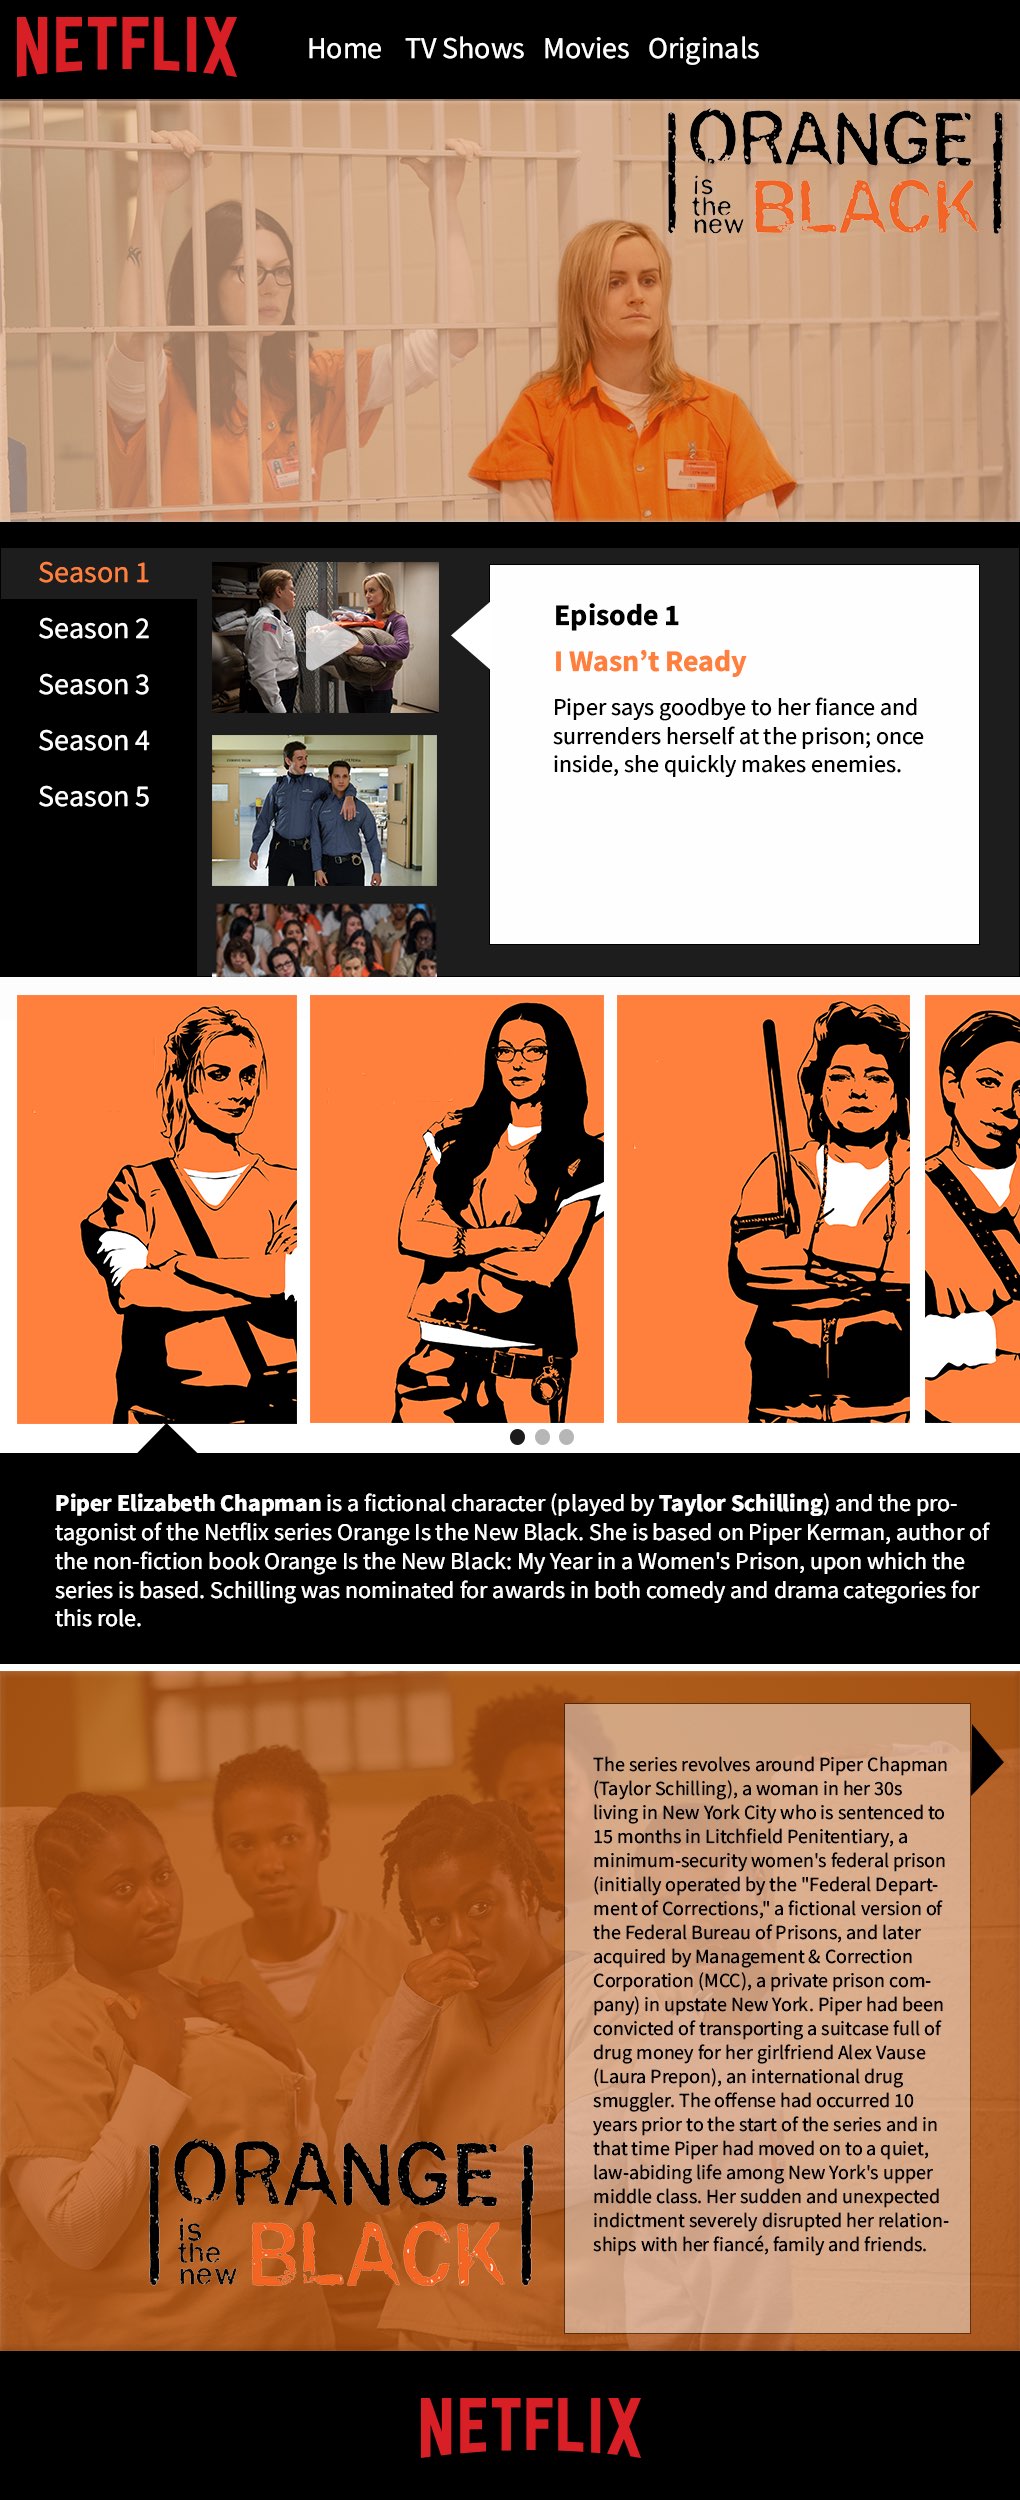 NETFLIX
Home TV Shows Movies Originals
ORANGE
is the new BLACK
Season 1
Season 2
Season 3
Season 4
Season 5
Episode 1
I Wasn’t Ready
Piper says goodbye to her fiance and
surrenders herself at the prison; once
inside, she quickly makes enemies.
Piper Elizabeth Chapman is a fictional character (played by Taylor Schilling) and the pro-
tagonist of the Netflix series Orange Is the New Black. She is based on Piper Kerman, author of
the non-fiction book Orange Is the New Black: My Year in a Women's Prison, upon which the
series is based. Schilling was nominated for awards in both comedy and drama categories for
this role.
The series revolves around Piper Chapman
(Taylor Schilling), a woman in her 30s
living in New York City who is sentenced to
15 months in Litchfield Penitentiary, a
minimum-security women's federal prison
(initially operated by the "Federal Depart-
ment of Corrections," a fictional version of
the Federal Bureau of Prisons, and later
acquired by Management & Correction
Corporation (MCC), a private prison com-
pany) in upstate New York. Piper had been
convicted of transporting a suitcase full of
drug money for her girlfriend Alex Vause
(Laura Prepon), an international drug
smuggler. The offense had occurred 10
years prior to the start of the series and in
that time Piper had moved on to a quiet,
law-abiding life among New York's upper
middle class. Her sudden and unexpected
indictment severely disrupted her relation-
ships with her fiancé, family and friends.
ORANGE
is the new BLACK
NETFLIX